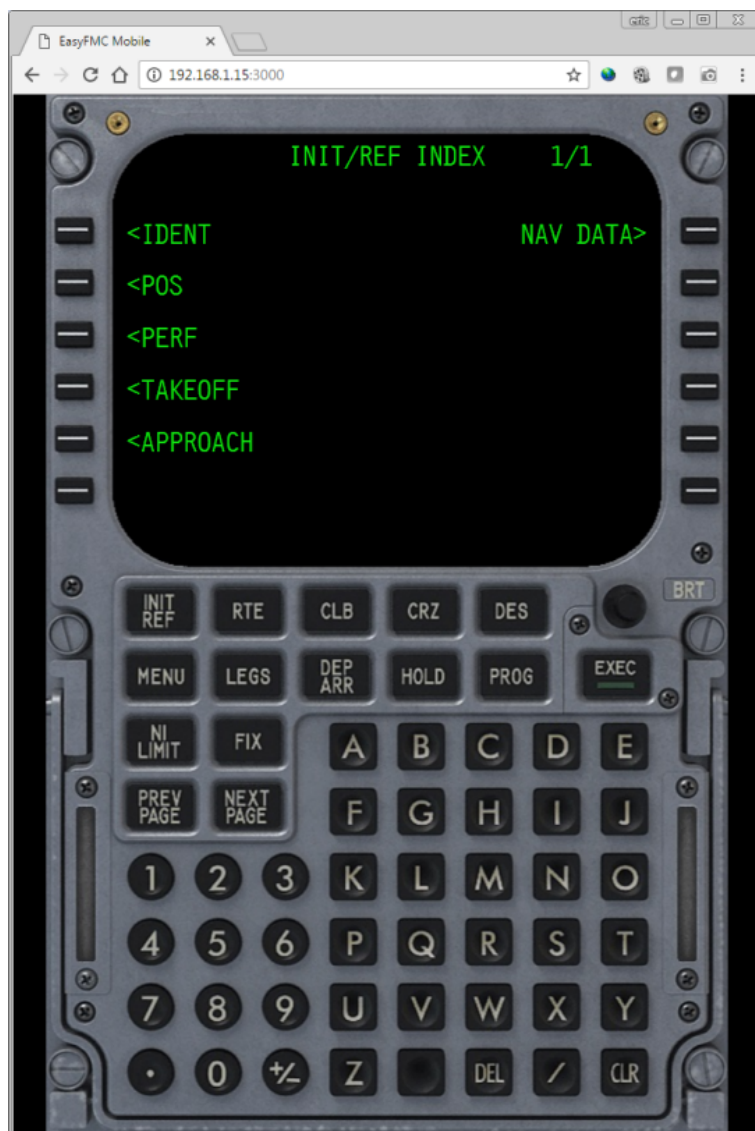 eric
EasyFMC Mobile
192.168.1.15:3000
INIT/REF INDEX 1/1
<IDENT NAV DATA>
<POS
<PERF
<TAKEOFF
<APPROACH
BRT
INIT REF RTE CLB CRZ DES
MENU LEGS DEP ARR HOLD PROG EXEC
NI LIMIT FIX A B C D E
PREV PAGE NEXT PAGE F G H I J
1 2 3 K L M N O
4 5 6 P Q R S T
7 8 9 U V W X Y
. 0 +/- Z DEL / CLR